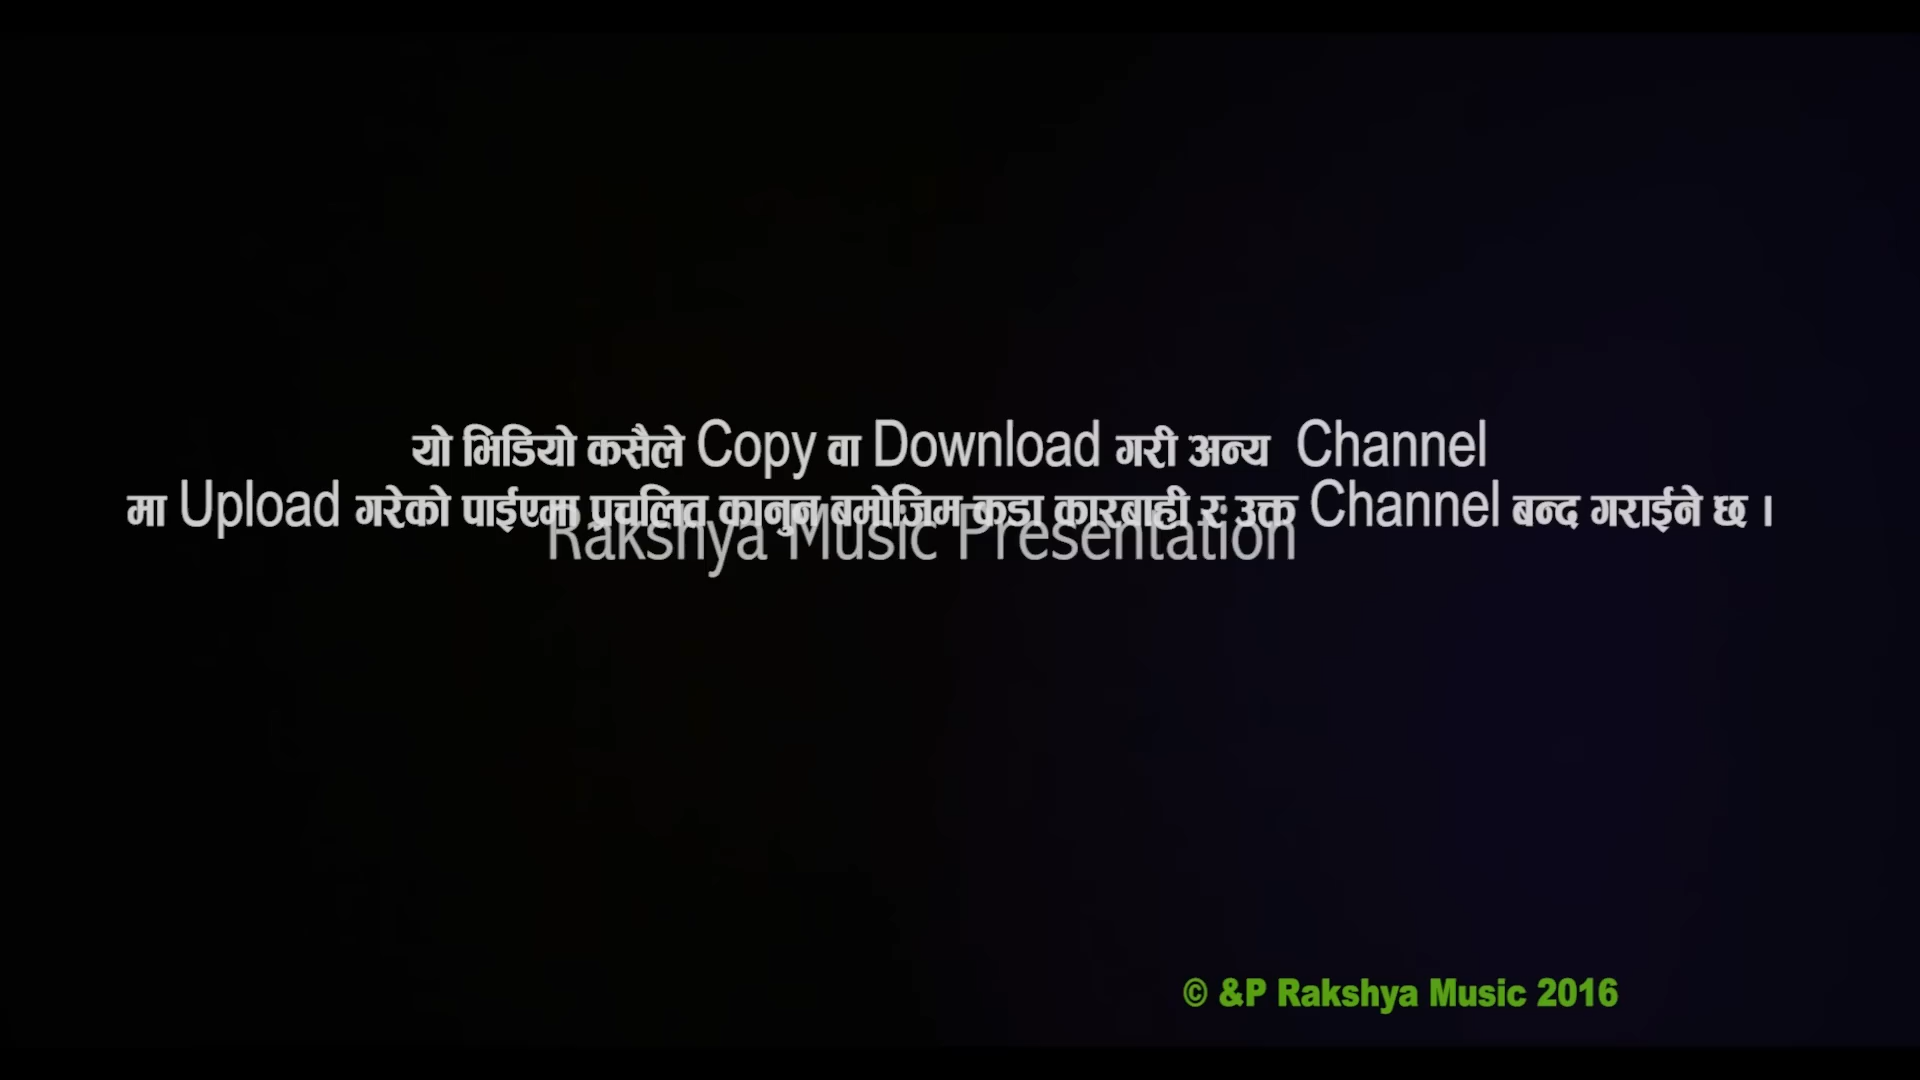 यो भिडियो कसैले Copy वा Download गरी अन्य Channel
मा Upload गरेको पाईएमा प्रचलित कानुन बमोजिम कडा कारबाही र उक्त Channel बन्द गराईने छ ।
Rakshya Music Presentation
© &P Rakshya Music 2016